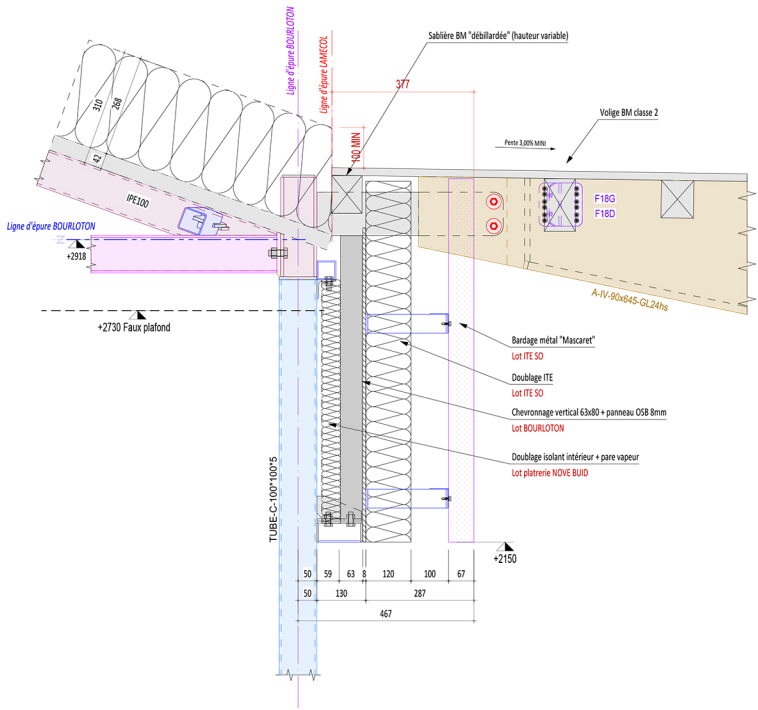 Ligne d'épure BOURLOTON
Ligne d'épure LAMECOL
Sablière BM "débillardée" (hauteur variable)
377
Volige BM classe 2
100 MIN
Pente 3,00% MINI
310
268
42
IPE100
F18G
F18D
Ligne d'épure BOURLOTON
+2918
A-IV-90x645-GL24hs
+2730 Faux plafond
Bardage métal "Mascaret"
Lot ITE SO
Doublage ITE
Lot ITE SO
Chevronnage vertical 63x80 + panneau OSB 8mm
Lot BOURLOTON
Doublage isolant intérieur + pare vapeur
Lot platrerie NOVE BUID
TUBE-C-100*100*5
+2150
50 59 63 8 120 100 67
50 130 287
467